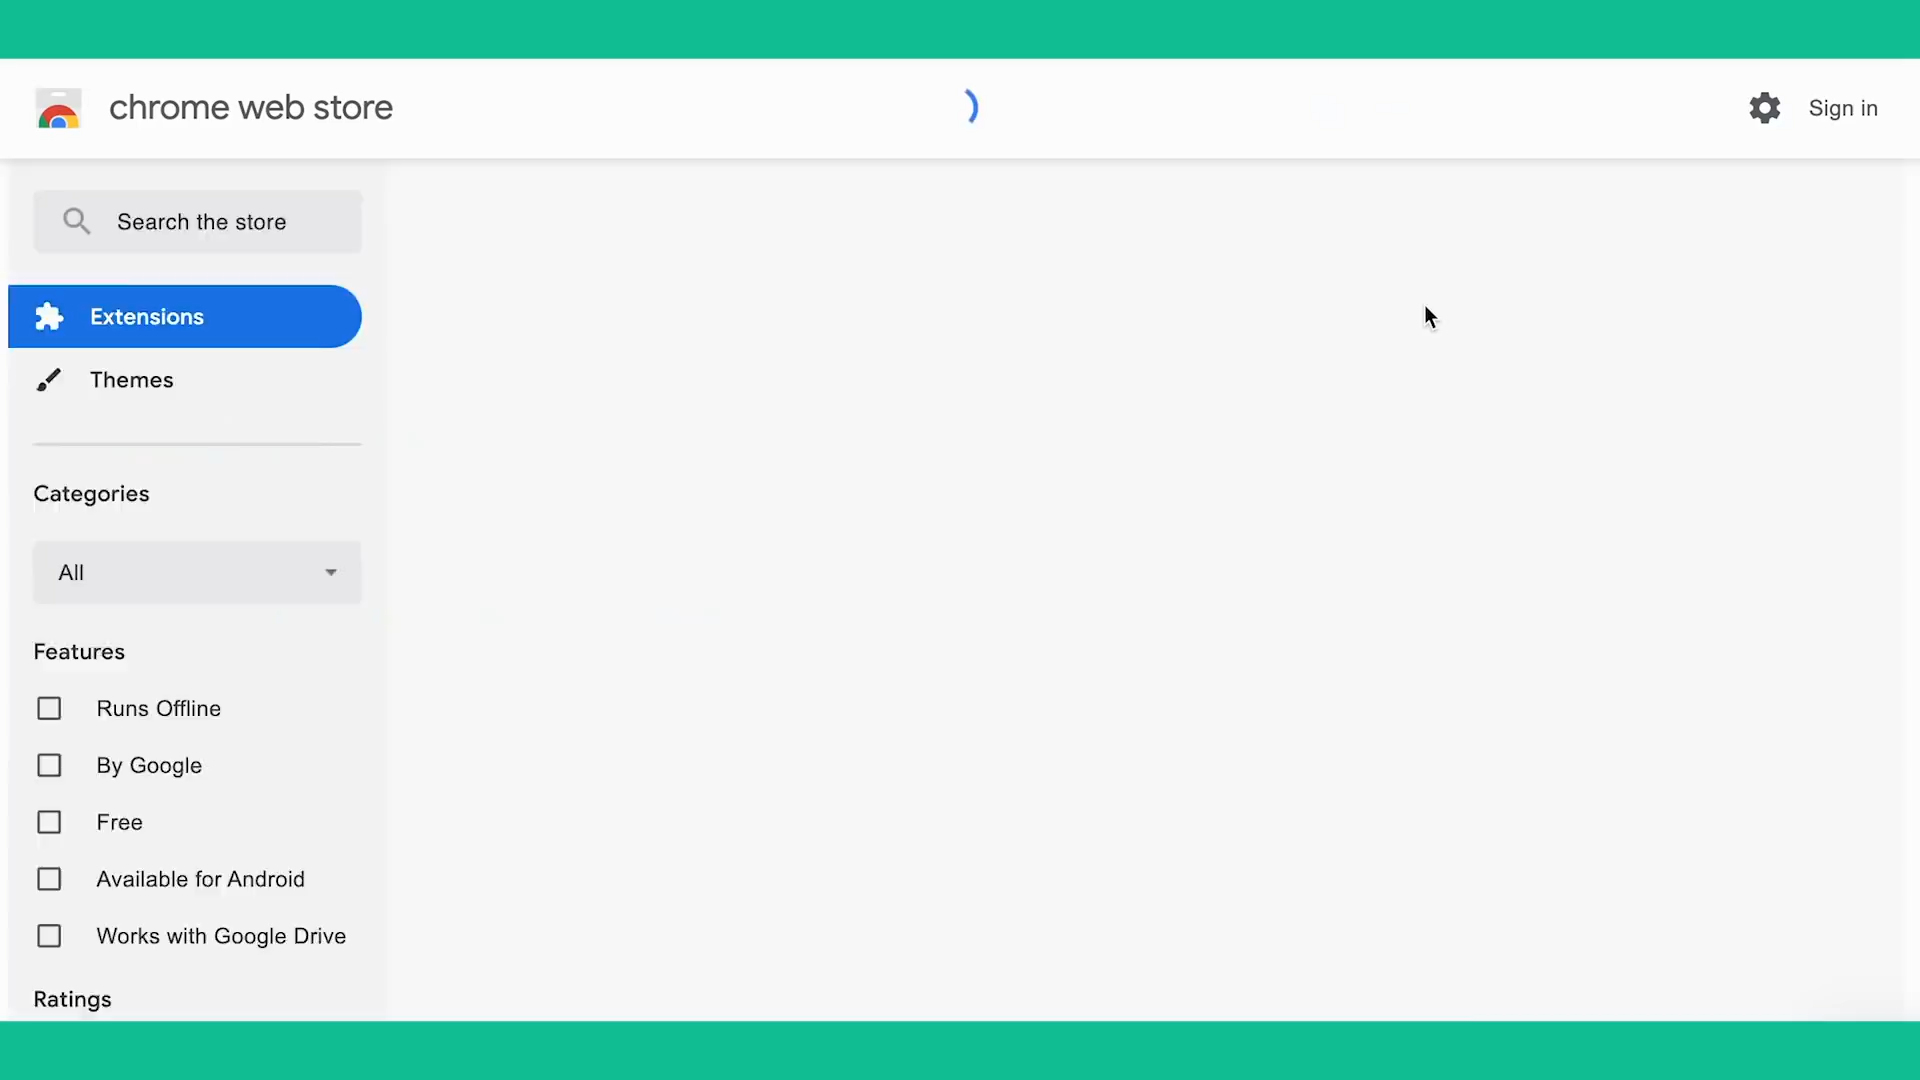 chrome web store
Sign in
Search the store
Extensions
Themes
Categories
All
Features
Runs Offline
By Google
Free
Available for Android
Works with Google Drive
Ratings